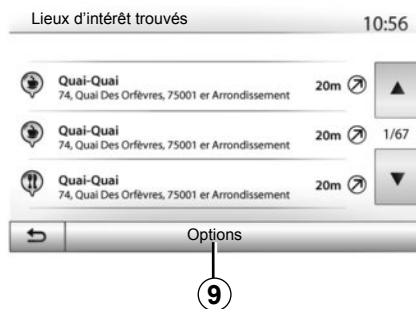 Lieux d'intérêt trouvés 10:56
Quai-Quai
74, Quai Des Orfèvres, 75001 er Arrondissement
20m
Quai-Quai
74, Quai Des Orfèvres, 75001 er Arrondissement
20m
1/67
Quai-Quai
74, Quai Des Orfèvres, 75001 er Arrondissement
20m
Options
9